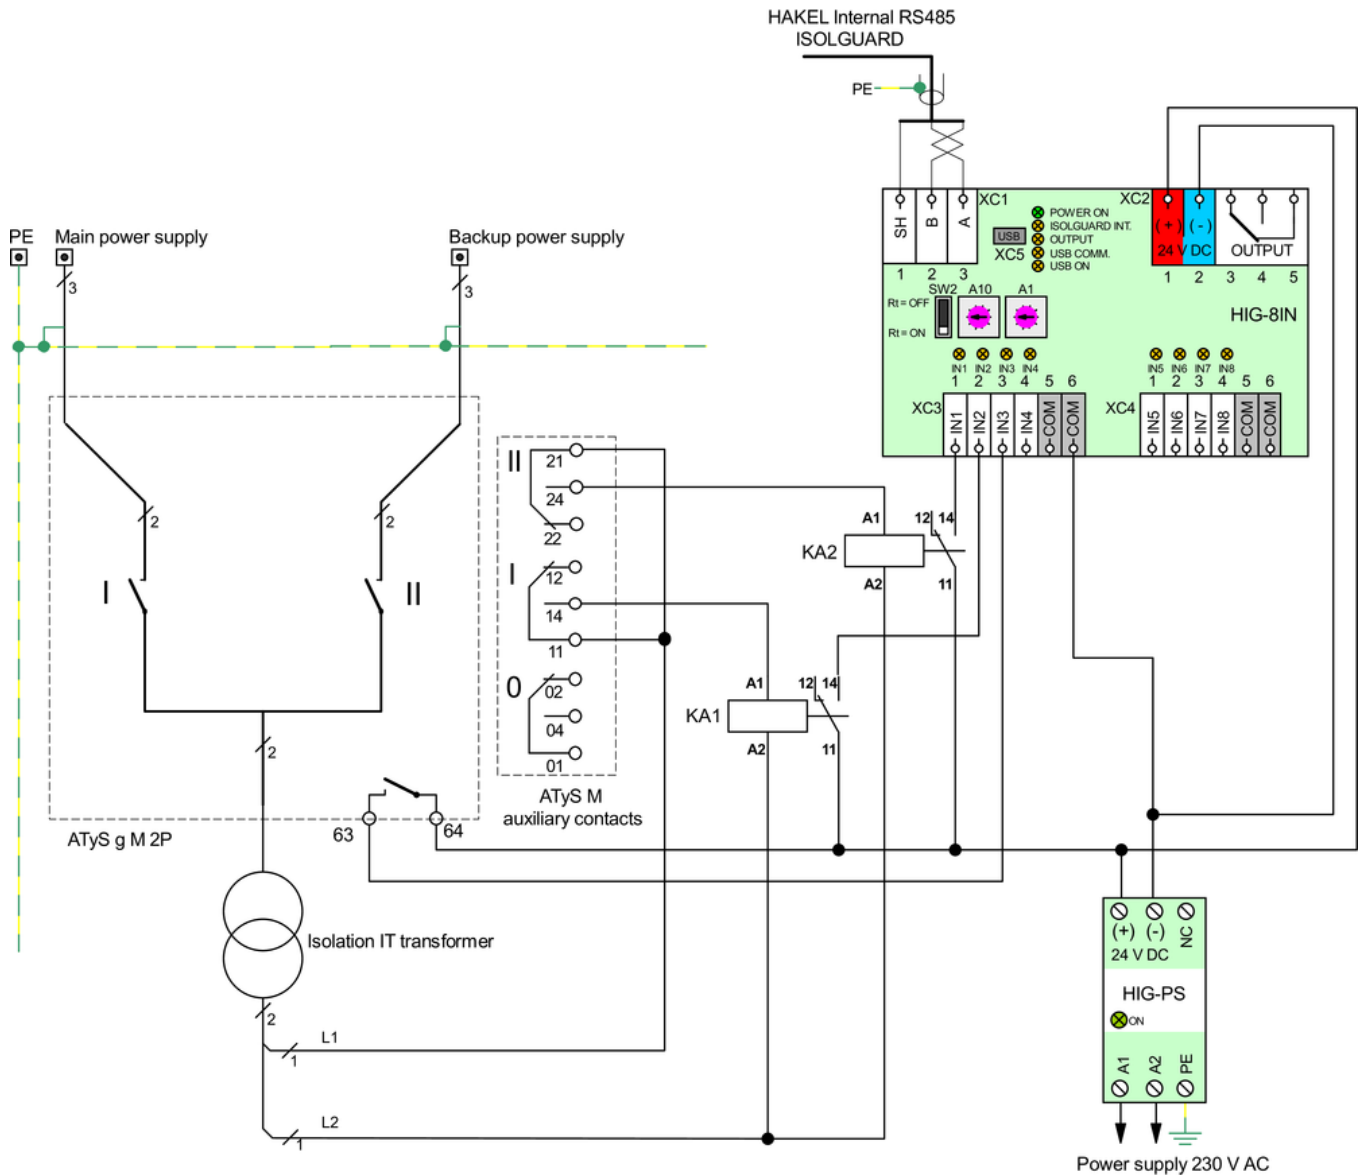 HAKEL Internal RS485
ISOLGUARD
PE
PE
Main power supply
Backup power supply
3
3
XC1
SH
B
A
1
2
3
USB
XC5
POWER ON
ISOLGUARD INT.
OUTPUT
USB COMM.
USB ON
XC2
(+)
(-)
24 V DC
OUTPUT
1
2
3
4
5
SW2
A10
A1
Rt = OFF
Rt = ON
HIG-8IN
IN1
IN2
IN3
IN4
1
2
3
4
5
6
IN5
IN6
IN7
IN8
1
2
3
4
5
6
XC3
IN1
IN2
IN3
IN4
COM
COM
XC4
IN5
IN6
IN7
IN8
COM
COM
2
2
I
II
2
II
21
24
22
I
12
14
11
0
02
04
01
ATyS M
auxiliary contacts
A1
KA2
A2
12
14
11
A1
KA1
A2
12
14
11
63
64
ATyS g M 2P
Isolation IT transformer
2
L1
1
L2
1
(+)
(-)
NC
24 V DC
HIG-PS
ON
A1
A2
PE
Power supply 230 V AC